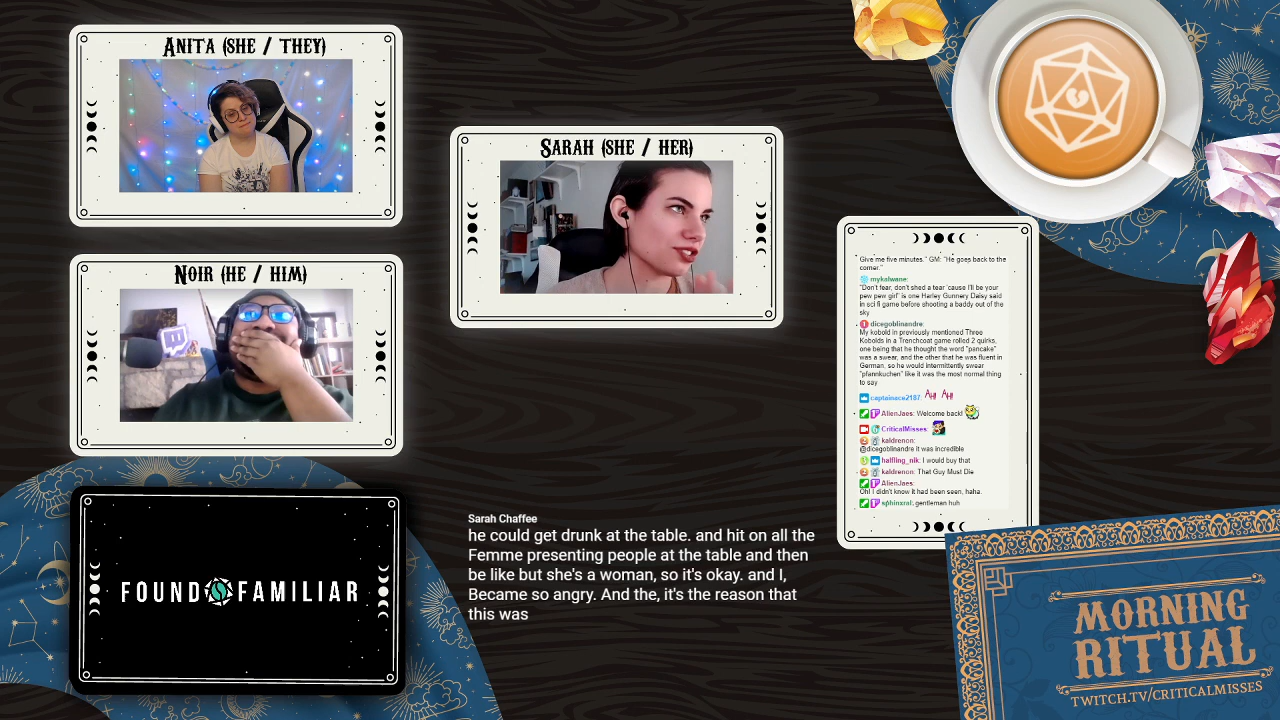 ANITA (SHE / THEY)
SARAH (SHE / HER)
NOIR (HE / HIM)
FOUND FAMILIAR
Sarah Chaffee
he could get drunk at the table. and hit on all the
Femme presenting people at the table and then
be like but she's a woman, so it's okay. and I,
Became so angry. And the, it's the reason that
this was
Give me five minutes." GM: "He goes back to the
corner."
mykalwane:
"Don't fear, don't shed a tear 'cause I'll be your
pew pew girl" is one Harley Gunnery Daisy said
in sci fi game before shooting a baddy out of the
sky
dicegoblinandre:
My kobold in previously mentioned Three
Kobolds in a Trenchcoat game rolled 2 quirks,
one being that he thought the word "pancake"
was a swear, and the other that he was fluent in
German, so he would intermittently swear
"pfannkuchen" like it was the most normal thing
to say
captainace2187: AH! AH!
AlienJaes: Welcome back!
CriticalMisses:
kaldrenon:
@dicegoblinandre it was incredible
halfling_nik: I would buy that
kaldrenon: That Guy Must Die
AlienJaes:
Oh! I didn't know it had been seen, haha.
sphinxral: gentleman huh
MORNING
RITUAL
TWITCH.TV/CRITICALMISSES